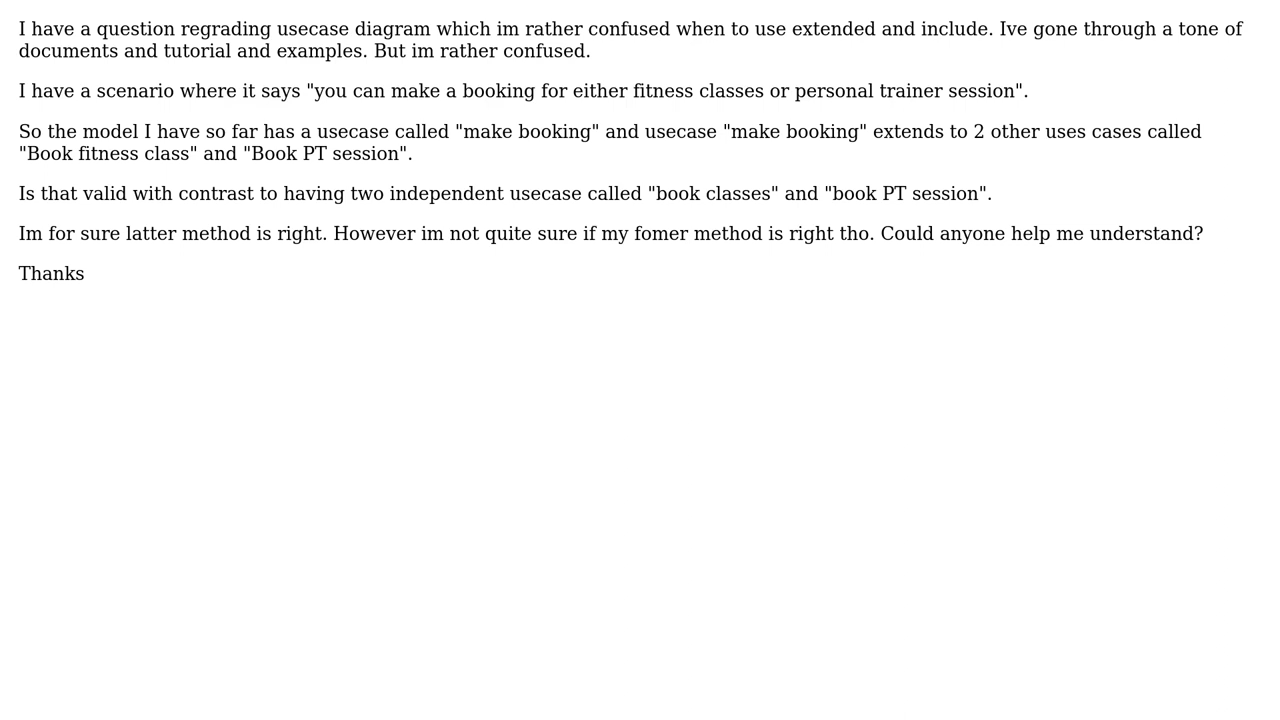 I have a question regrading usecase diagram which im rather confused when to use extended and include. Ive gone through a tone of
documents and tutorial and examples. But im rather confused.
I have a scenario where it says "you can make a booking for either fitness classes or personal trainer session".
So the model I have so far has a usecase called "make booking" and usecase "make booking" extends to 2 other uses cases called
"Book fitness class" and "Book PT session".
Is that valid with contrast to having two independent usecase called "book classes" and "book PT session".
Im for sure latter method is right. However im not quite sure if my fomer method is right tho. Could anyone help me understand?
Thanks